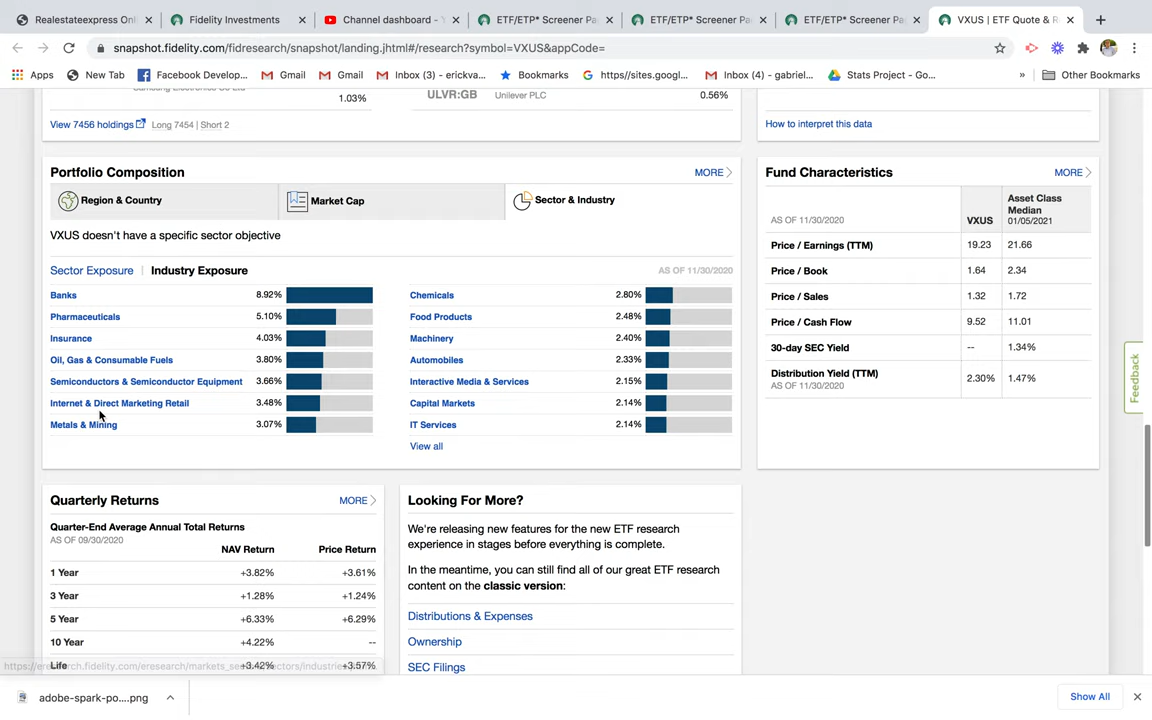 Realestateexpress Onl
Fidelity Investments
Channel dashboard - Y
ETF/ETP* Screener Pa
ETF/ETP* Screener Pa
ETF/ETP* Screener Pa
VXUS | ETF Quote & R
snapshot.fidelity.com/fidresearch/snapshot/landing.jhtml#/research?symbol=VXUS&appCode=
Apps
New Tab
Facebook Develop...
Gmail
Gmail
Inbox (3) - erickva...
Bookmarks
https//sites.googl...
Inbox (4) - gabriel...
Stats Project - Go...
»
Other Bookmarks
Samsung Electronics Co Ltd
1.03%
ULVR:GB Unilever PLC 0.56%
View 7456 holdings Long 7454 | Short 2
How to interpret this data
Portfolio Composition MORE
Region & Country
Market Cap
Sector & Industry
VXUS doesn't have a specific sector objective
Sector Exposure | Industry Exposure AS OF 11/30/2020
Banks 8.92%
Pharmaceuticals 5.10%
Insurance 4.03%
Oil, Gas & Consumable Fuels 3.80%
Semiconductors & Semiconductor Equipment 3.66%
Internet & Direct Marketing Retail 3.48%
Metals & Mining 3.07%
Chemicals 2.80%
Food Products 2.48%
Machinery 2.40%
Automobiles 2.33%
Interactive Media & Services 2.15%
Capital Markets 2.14%
IT Services 2.14%
View all
Fund Characteristics MORE
AS OF 11/30/2020 VXUS
Asset Class
Median
01/05/2021
Price / Earnings (TTM) 19.23 21.66
Price / Book 1.64 2.34
Price / Sales 1.32 1.72
Price / Cash Flow 9.52 11.01
30-day SEC Yield -- 1.34%
Distribution Yield (TTM) 2.30% 1.47%
AS OF 11/30/2020
Feedback
Quarterly Returns MORE
Quarter-End Average Annual Total Returns
AS OF 09/30/2020
NAV Return Price Return
1 Year +3.82% +3.61%
3 Year +1.28% +1.24%
5 Year +6.33% +6.29%
10 Year +4.22% --
Life +3.42% +3.57%
Looking For More?
We're releasing new features for the new ETF research
experience in stages before everything is complete.
In the meantime, you can still find all of our great ETF research
content on the classic version:
Distributions & Expenses
Ownership
SEC Filings
adobe-spark-po....png
Show All